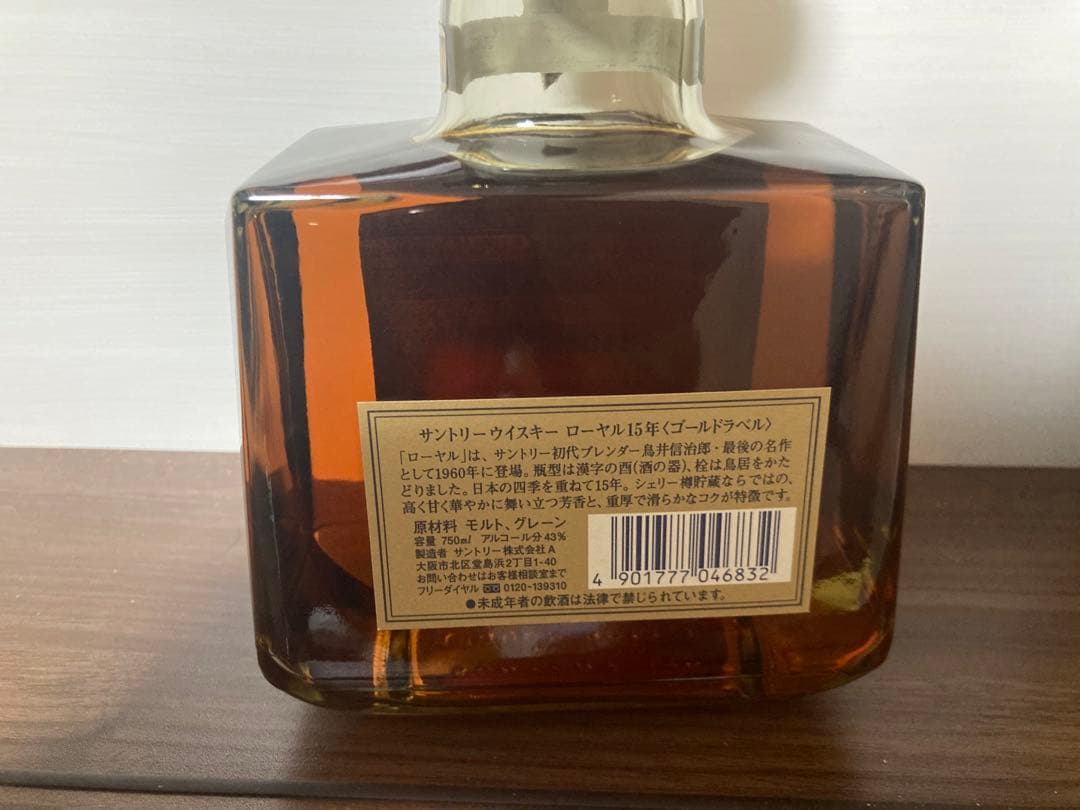 サントリーウイスキー ローヤル15年〈ゴールドラベル〉
「ローヤル」は、サントリー初代ブレンダー鳥井信治郎・最後の名作
として1960年に登場。瓶型は漢字の酉(酒の器)、栓は鳥居をかた
どりました。日本の四季を重ねて15年。シェリー樽貯蔵ならではの、
高く甘く華やかに舞い立つ芳香と、重厚で滑らかなコクが特徴です。
原材料 モルト、グレーン
容量 750ml アルコール分43%
製造者 サントリー株式会社A
大阪市北区堂島浜2丁目1-40
お問い合わせはお客様相談室まで
フリーダイヤル 0120-139310
4 901777 046832
●未成年者の飲酒は法律で禁じられています。